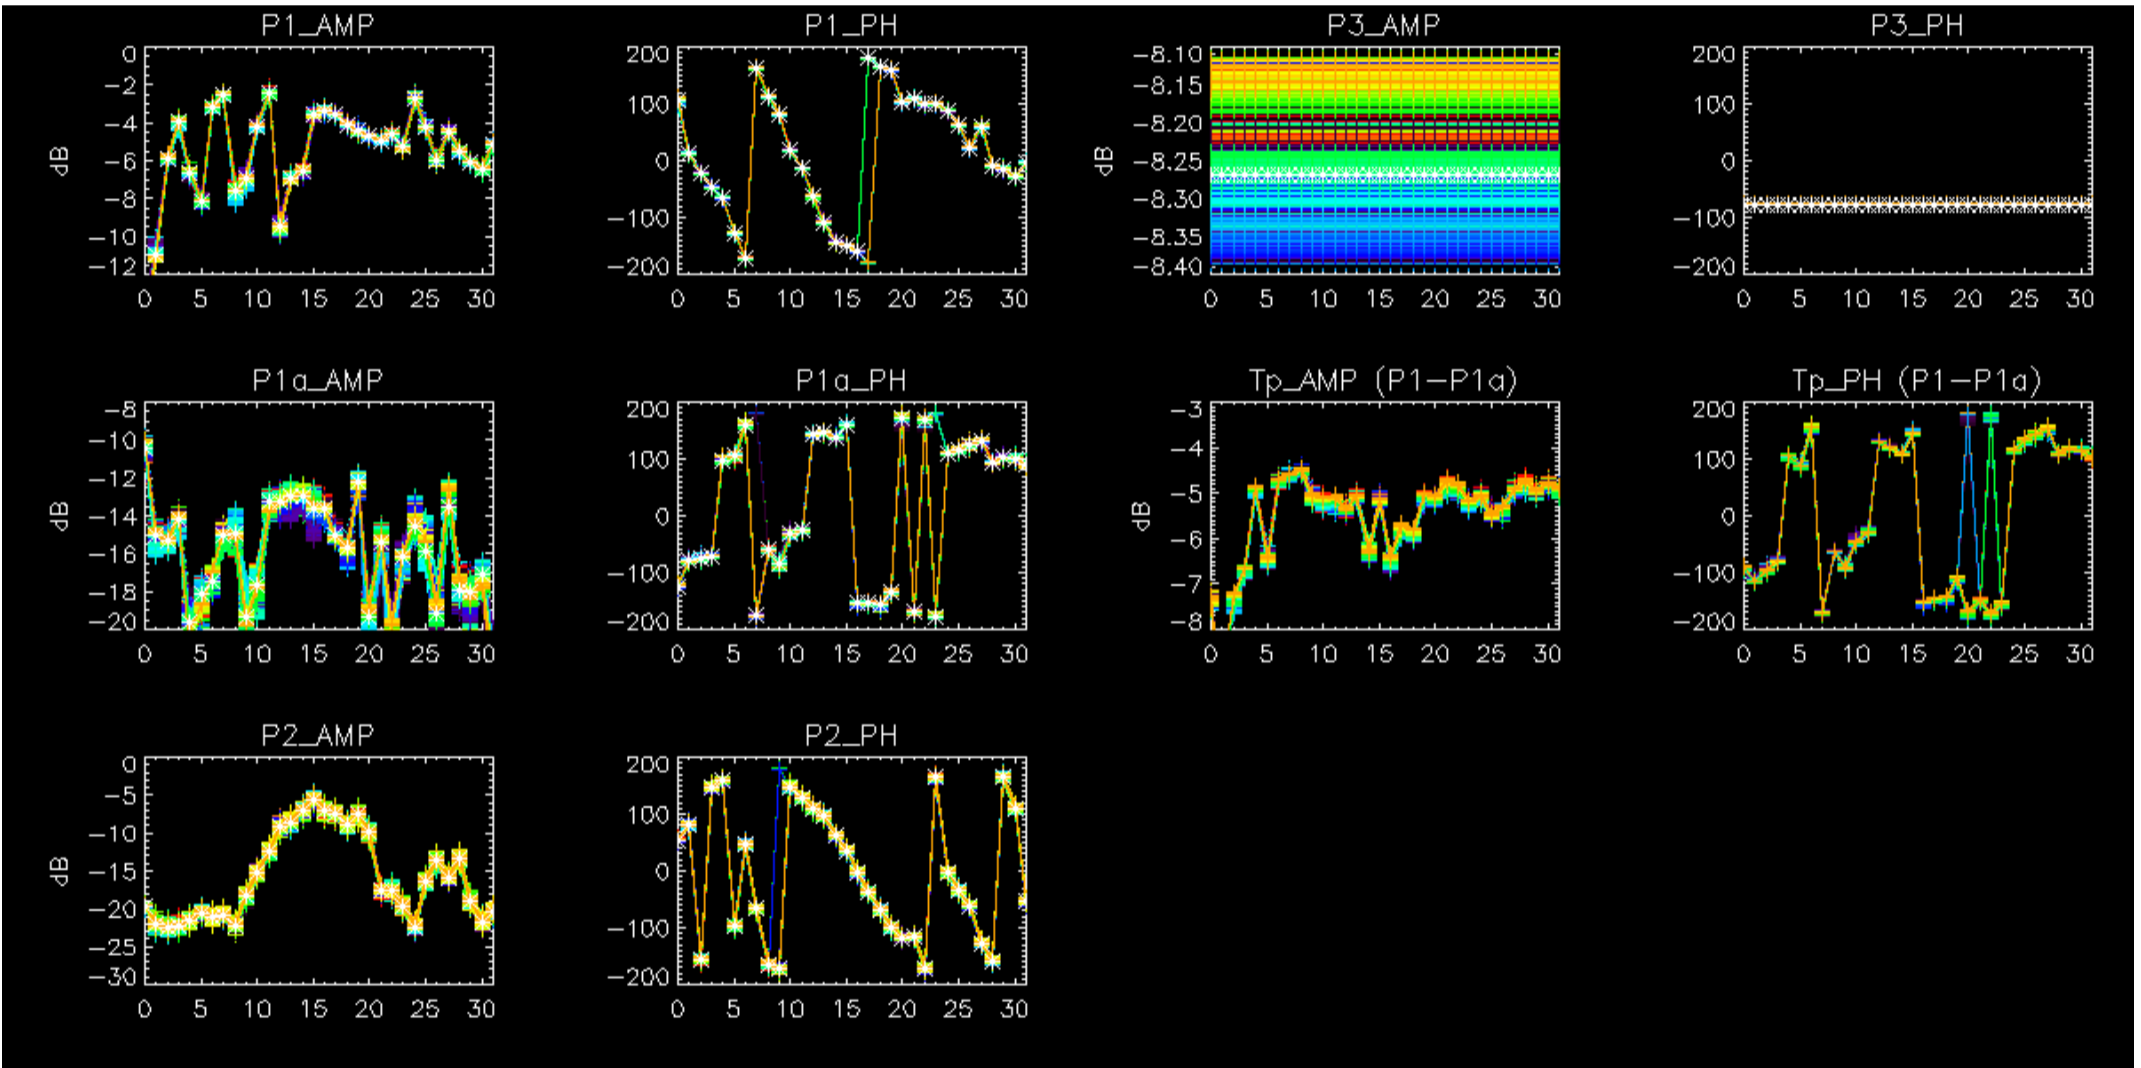 P1_AMP
P1_PH
P3_AMP
P3_PH
0
-2
-4
-6
-8
-10
-12
dB
0 5 10 15 20 25 30
200
100
0
-100
-200
0 5 10 15 20 25 30
-8.10
-8.15
-8.20
-8.25
-8.30
-8.35
-8.40
dB
0 5 10 15 20 25 30
200
100
0
-100
-200
0 5 10 15 20 25 30
P1a_AMP
P1a_PH
Tp_AMP (P1-P1a)
Tp_PH (P1-P1a)
-8
-10
-12
-14
-16
-18
-20
dB
0 5 10 15 20 25 30
200
100
0
-100
-200
0 5 10 15 20 25 30
-3
-4
-5
-6
-7
-8
dB
0 5 10 15 20 25 30
200
100
0
-100
-200
0 5 10 15 20 25 30
P2_AMP
P2_PH
0
-5
-10
-15
-20
-25
-30
dB
0 5 10 15 20 25 30
200
100
0
-100
-200
0 5 10 15 20 25 30